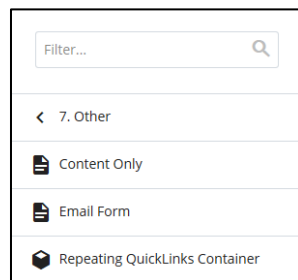 Filter...
7. Other
Content Only
Email Form
Repeating QuickLinks Container